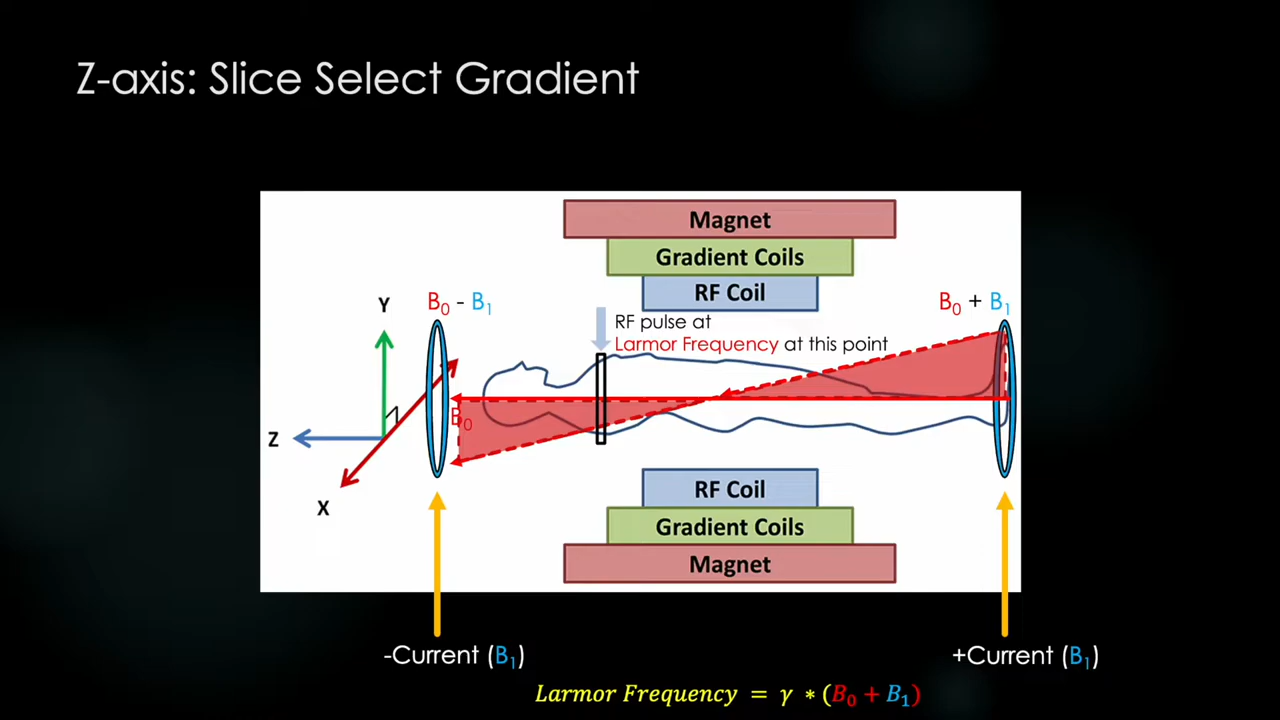 Z-axis: Slice Select Gradient
Magnet
Gradient Coils
RF Coil
B₀ - B₁
B₀ + B₁
Y
RF pulse at
Larmor Frequency at this point
B₀
Z
X
RF Coil
Gradient Coils
Magnet
-Current (B₁)
+Current (B₁)
Larmor Frequency = γ * (B₀ + B₁)